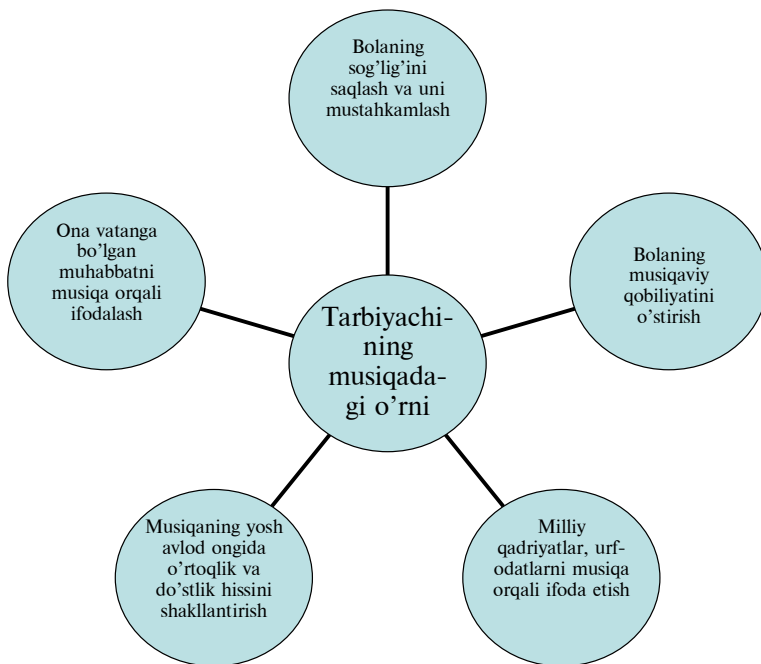 Bolaning
sog’lig’ini
saqlash va uni
mustahkamlash
Ona vatanga
bo’lgan
muhabbatni
musiqa orqali
ifodalash
Bolaning
musiqaviy
qobiliyatini
o’stirish
Tarbiyachi-
ning
musiqada-
gi o’rni
Musiqaning yosh
avlod ongida
o’rtoqlik va
do’stlik hissini
shakllantirish
Milliy
qadriyatlar, urf-
odatlarni musiqa
orqali ifoda etish